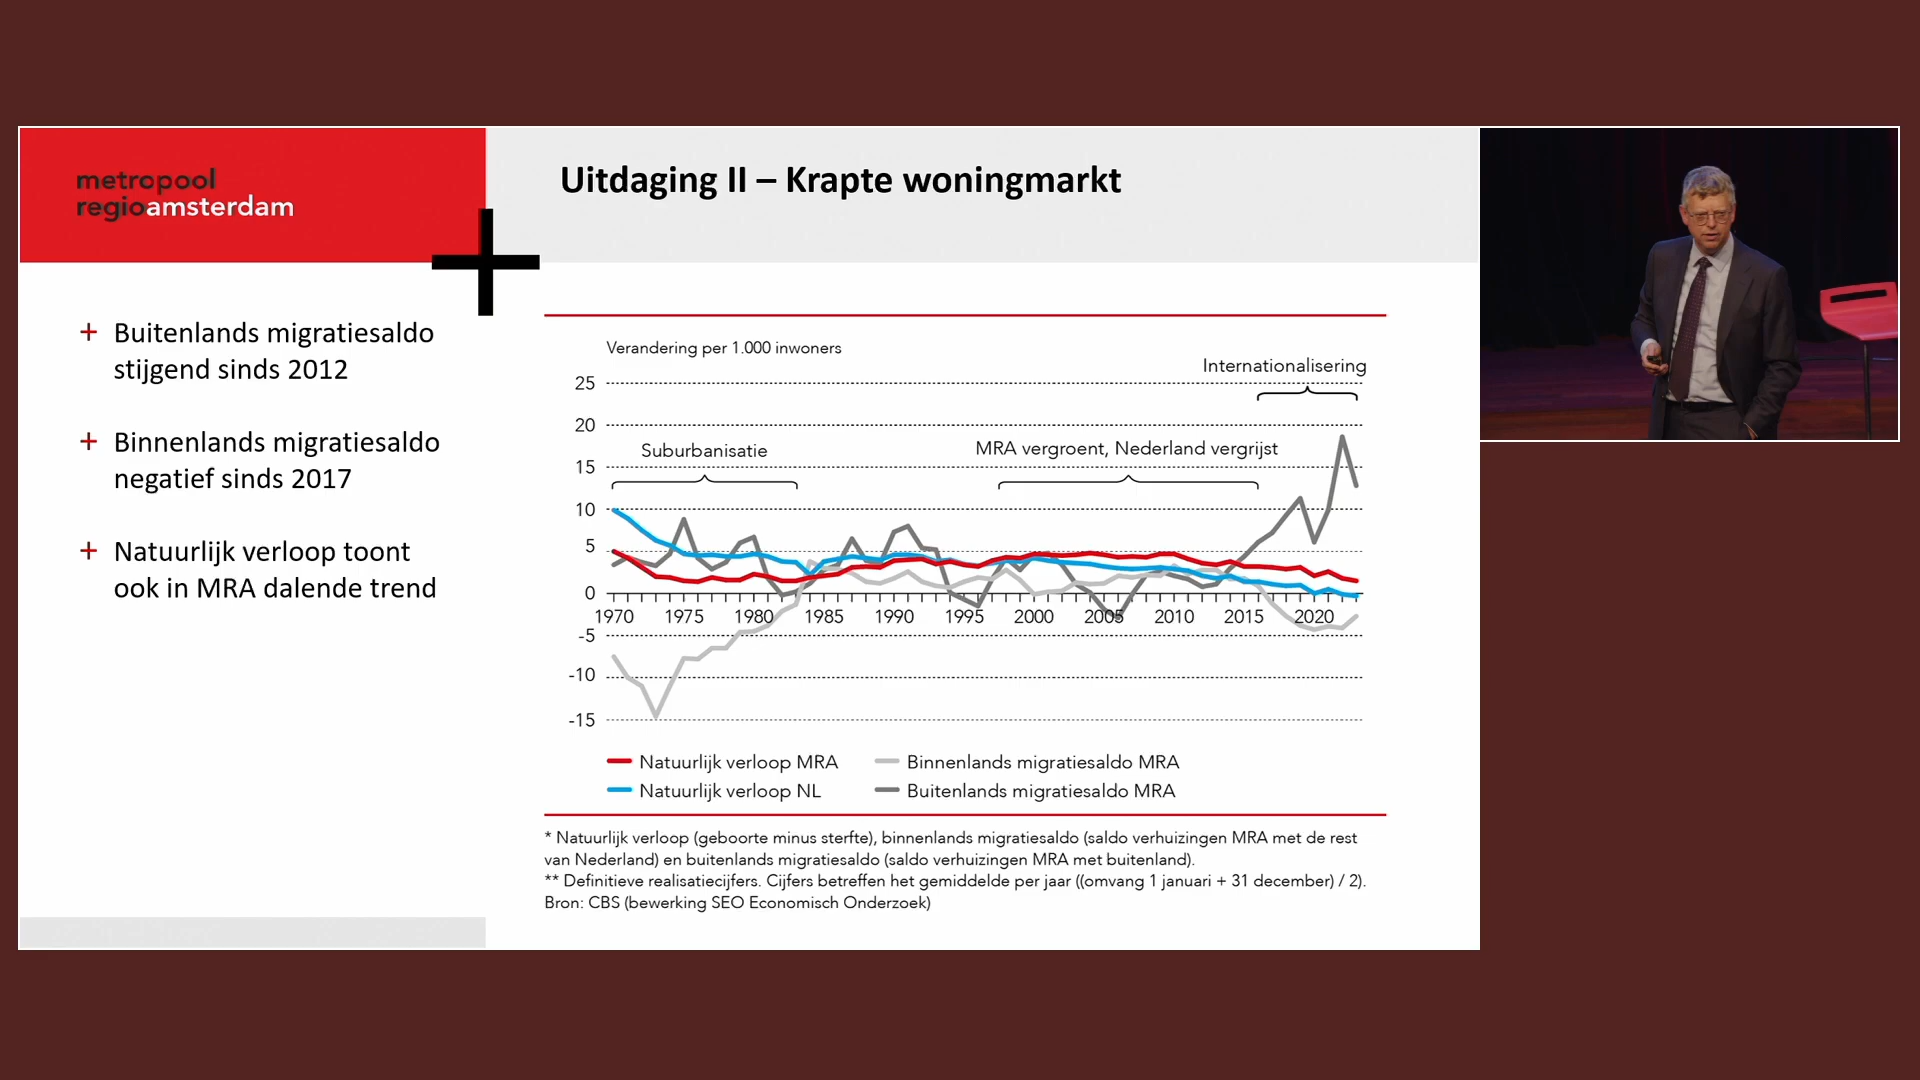 metropool
regioamsterdam
Uitdaging II – Krapte woningmarkt
+ Buitenlands migratiesaldo
stijgend sinds 2012
+ Binnenlands migratiesaldo
negatief sinds 2017
+ Natuurlijk verloop toont
ook in MRA dalende trend
Verandering per 1.000 inwoners
Internationalisering
25
20
Suburbanisatie
MRA vergroent, Nederland vergrijst
15
10
5
0
1970 1975 1980 1985 1990 1995 2000 2005 2010 2015 2020
-5
-10
-15
Natuurlijk verloop MRA
Binnenlands migratiesaldo MRA
Natuurlijk verloop NL
Buitenlands migratiesaldo MRA
* Natuurlijk verloop (geboorte minus sterfte), binnenlands migratiesaldo (saldo verhuizingen MRA met de rest
van Nederland) en buitenlands migratiesaldo (saldo verhuizingen MRA met buitenland).
** Definitieve realisatiecijfers. Cijfers betreffen het gemiddelde per jaar ((omvang 1 januari + 31 december) / 2).
Bron: CBS (bewerking SEO Economisch Onderzoek)